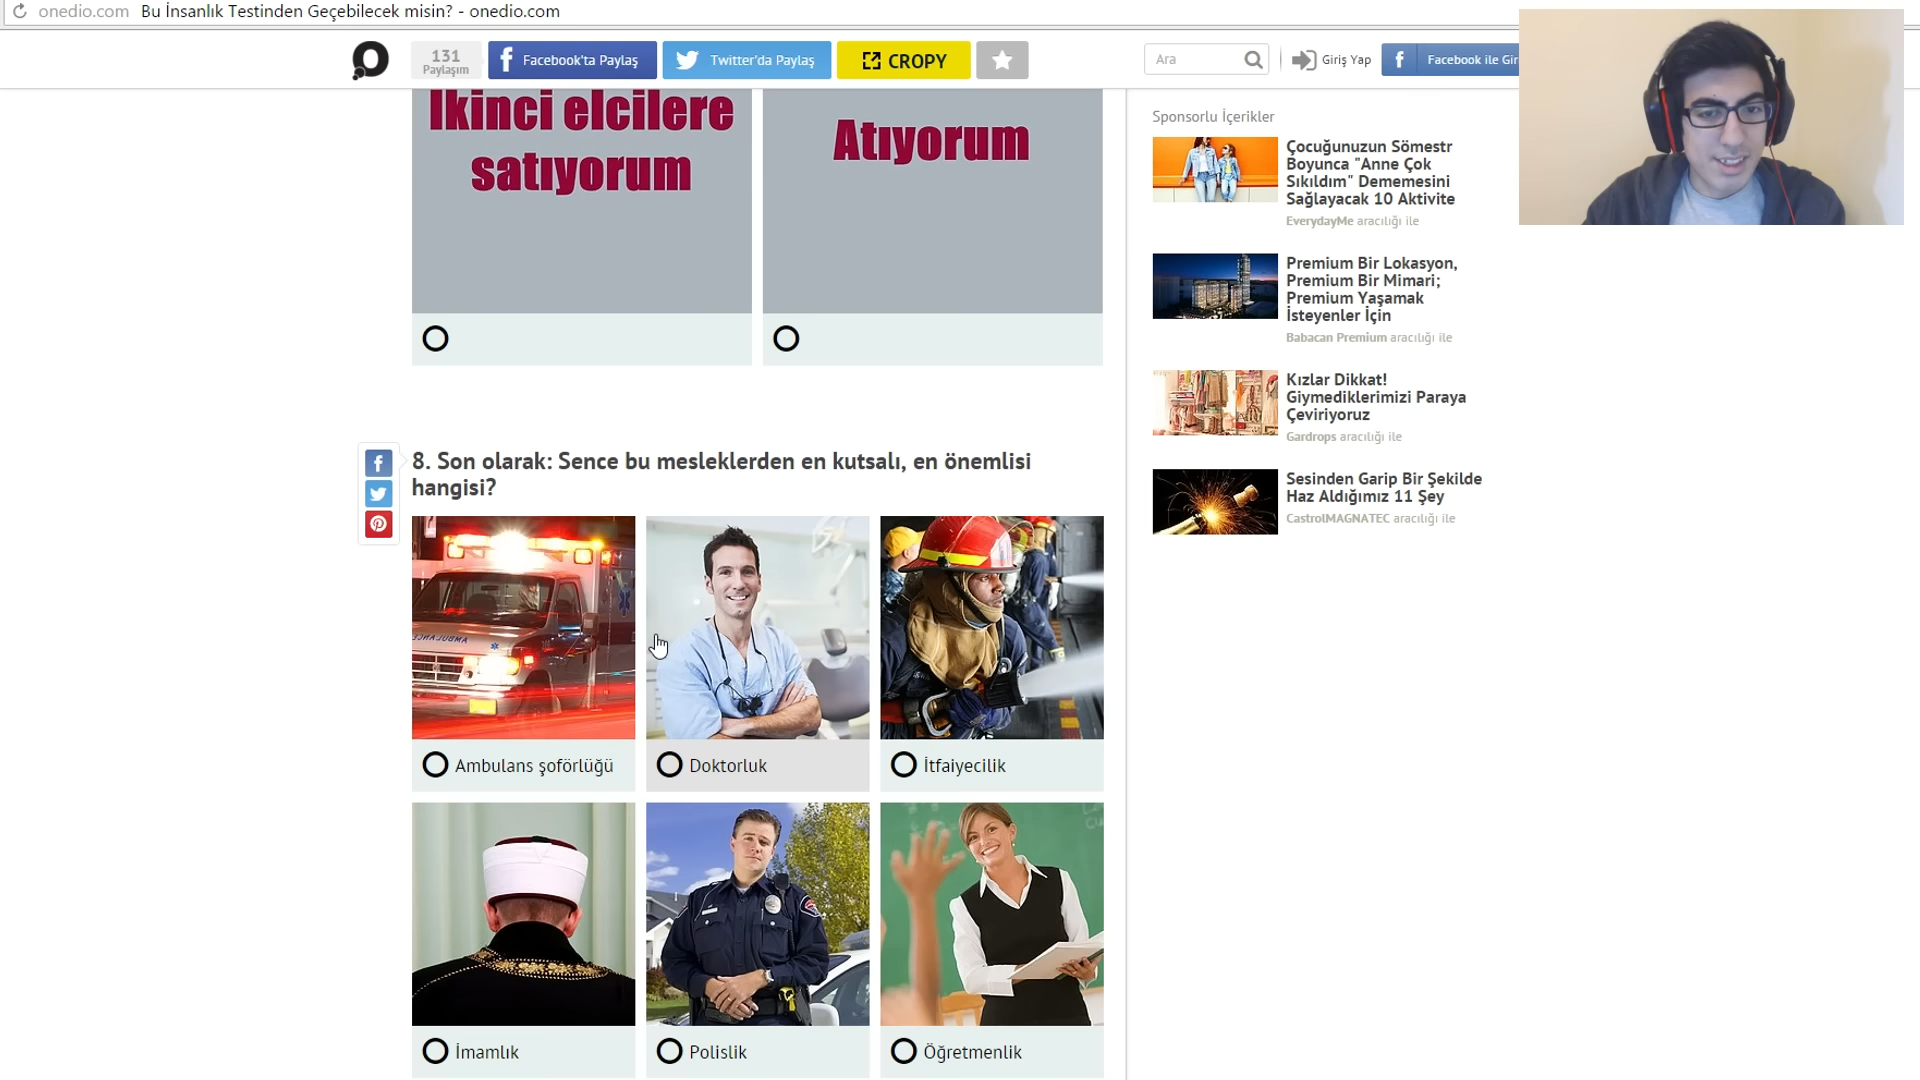 onedio.com Bu İnsanlık Testinden Geçebilecek misin? - onedio.com
131
Paylaşım
Facebook'ta Paylaş
Twitter'da Paylaş
CROPY
Ara
Giriş Yap
Facebook ile Gir
İkinci elcilere
satıyorum
Atıyorum
Sponsorlu İçerikler
Çocuğunuzun Sömestr
Boyunca "Anne Çok
Sıkıldım" Dememesini
Sağlayacak 10 Aktivite
EverydayMe aracılığı ile
Premium Bir Lokasyon,
Premium Bir Mimari;
Premium Yaşamak
İsteyenler İçin
Babacan Premium aracılığı ile
Kızlar Dikkat!
Giymediklerimizi Paraya
Çeviriyoruz
Gardrops aracılığı ile
Sesinden Garip Bir Şekilde
Haz Aldığımız 11 Şey
CastrolMAGNATEC aracılığı ile
8. Son olarak: Sence bu mesleklerden en kutsalı, en önemlisi
hangisi?
AMBULANCE
Ambulans şoförlüğü
Doktorluk
İtfaiyecilik
İmamlık
Polislik
Öğretmenlik